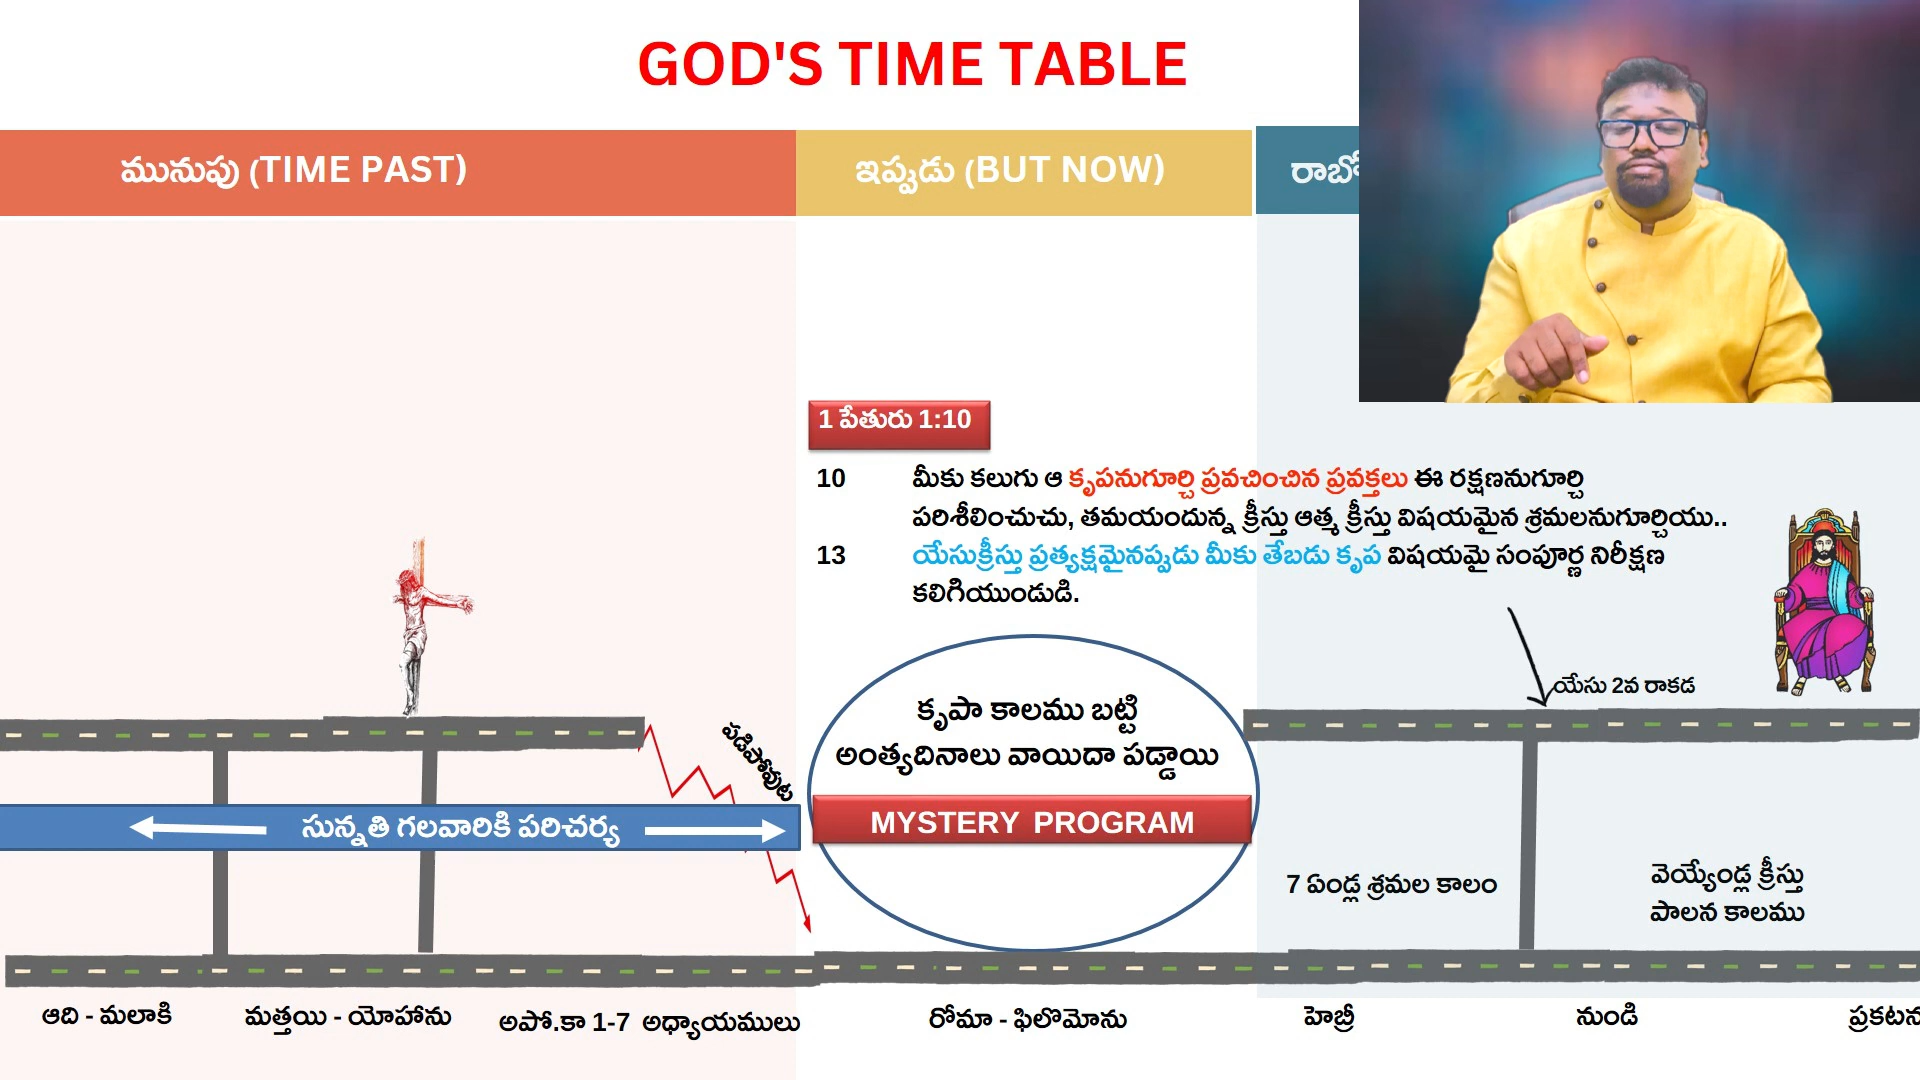 GOD'S TIME TABLE
మునుపు (TIME PAST)
ఇప్పుడు (BUT NOW)
రాబో
1 పేతురు 1:10
10 మీకు కలుగు ఆ కృపనుగూర్చి ప్రవచించిన ప్రవక్తలు ఈ రక్షణనుగూర్చి
పరిశీలించుచు, తమయందున్న క్రీస్తు ఆత్మ క్రీస్తు విషయమైన శ్రమలనుగూర్చియు..
13 యేసుక్రీస్తు ప్రత్యక్షమైనప్పుడు మీకు తేబడు కృప విషయమై సంపూర్ణ నిరీక్షణ
కలిగియుండుడి.
యేసు 2వ రాకడ
పడిపోవుట
కృపా కాలము బట్టి
అంత్యదినాలు వాయిదా పడ్డాయి
MYSTERY PROGRAM
సున్నతి గలవారికి పరిచర్య
7 ఏండ్ల శ్రమల కాలం
వెయ్యేండ్ల క్రీస్తు
పాలన కాలము
ఆది - మలాకి
మత్తయి - యోహాను
అపో.కా 1-7 అధ్యాయములు
రోమా - ఫిలొమోను
హెబ్రీ
నుండి
ప్రకటన